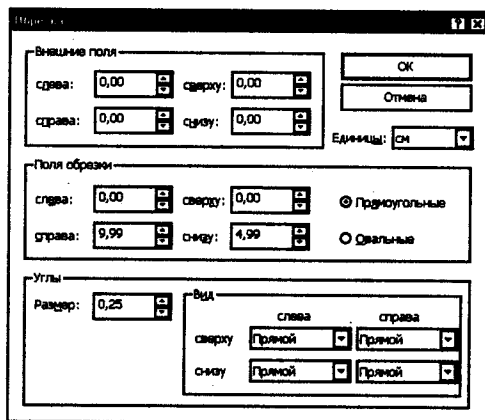 Обрезка
Внешние поля
слева: 0,00 сверху: 0,00
OK
справа: 0,00 снизу: 0,00
Отмена
Единицы: см
Поля обрезки
слева: 0,00 сверху: 0,00
Прямоугольные
справа: 9,99 снизу: 4,99
Овальные
Углы
Размер: 0,25
Вид
слева справа
сверху Прямой Прямой
снизу Прямой Прямой